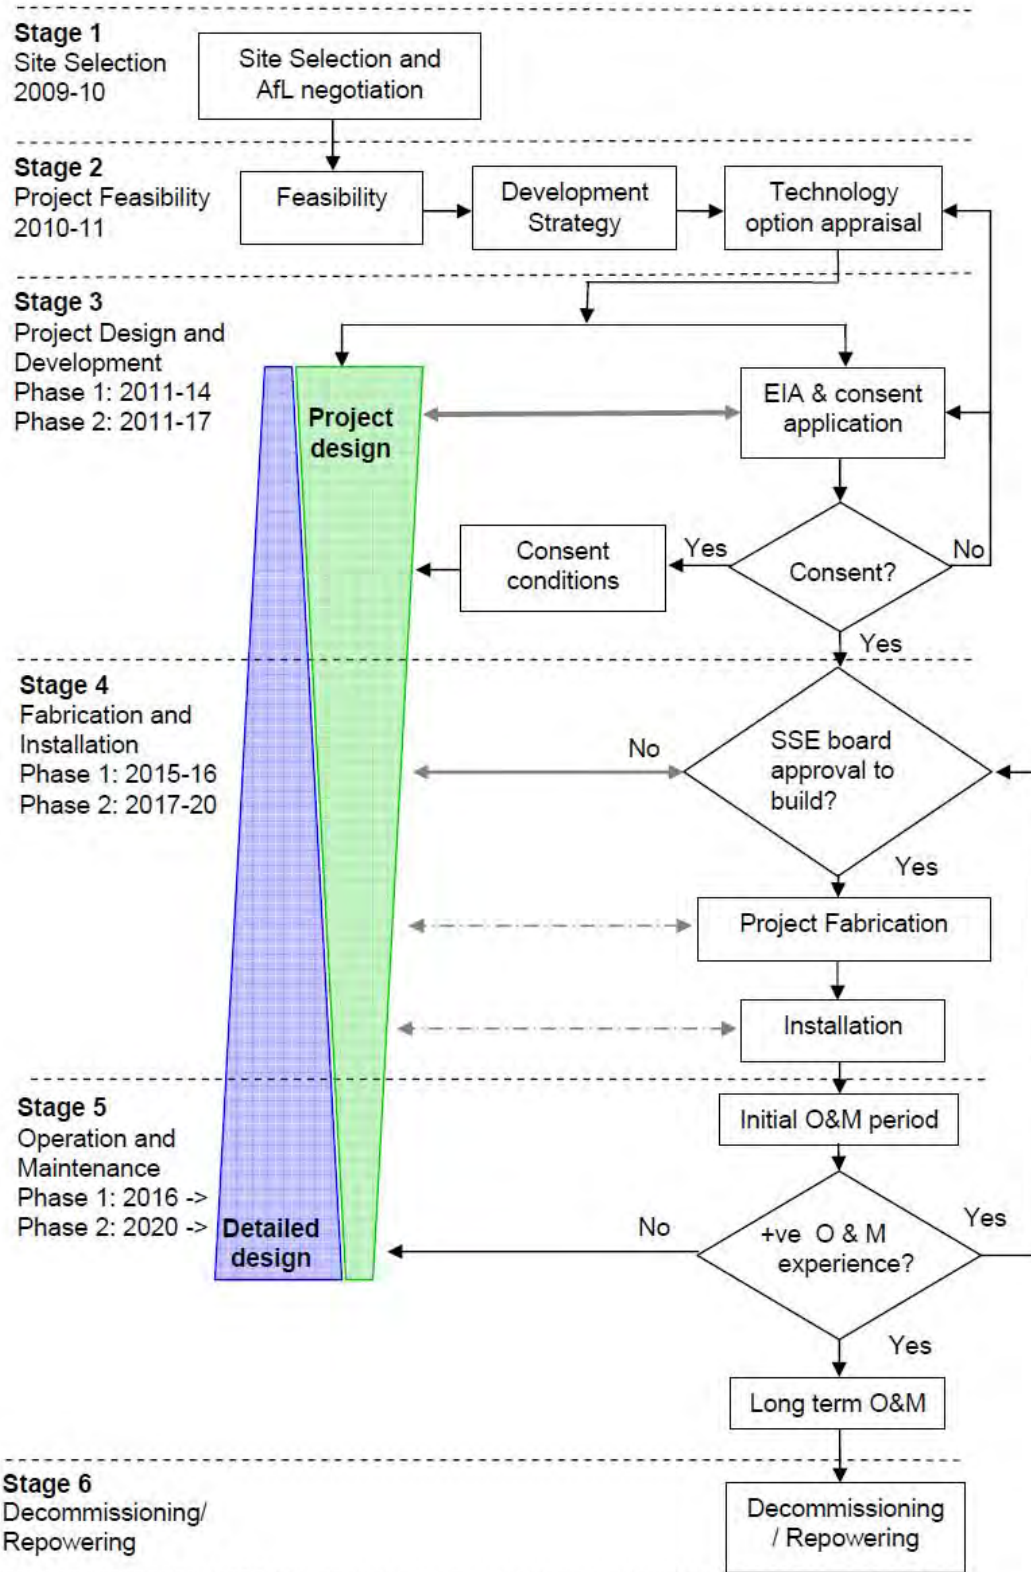 Stage 1
Site Selection
2009-10
Site Selection and
AfL negotiation
Stage 2
Project Feasibility
2010-11
Feasibility
Development
Strategy
Technology
option appraisal
Stage 3
Project Design and
Development
Phase 1: 2011-14
Phase 2: 2011-17
Project
design
EIA & consent
application
Consent
conditions
Yes
Consent?
No
Yes
Stage 4
Fabrication and
Installation
Phase 1: 2015-16
Phase 2: 2017-20
No
SSE board
approval to
build?
Yes
Project Fabrication
Installation
Stage 5
Operation and
Maintenance
Phase 1: 2016 ->
Phase 2: 2020 ->
Detailed
design
Initial O&M period
No
+ve O & M
experience?
Yes
Yes
Long term O&M
Stage 6
Decommissioning/
Repowering
Decommissioning
/ Repowering